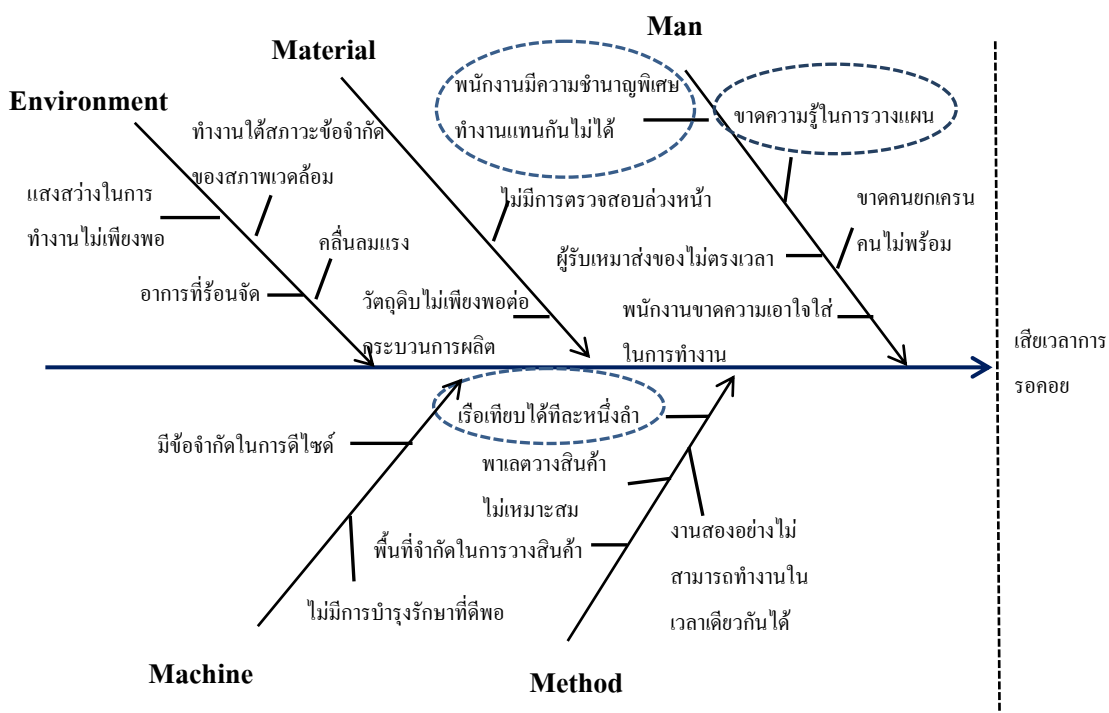 Man
Material
พนักงานมีความชำนาญพิเศษ
ทำงานแทนกันไม่ได้
ขาดความรู้ในการวางแผน
Environment
ทำงานใต้สภาวะข้อจำกัด
ของสภาพเวดล้อม
แสงสว่างในการ
ทำงานไม่เพียงพอ
คลื่นลมแรง
อาการที่ร้อนจัด
ไม่มีการตรวจสอบล่วงหน้า
วัตถุดิบไม่เพียงพอต่อ
กระบวนการผลิต
ขาดคนยกเครน
คนไม่พร้อม
ผู้รับเหมาส่งของไม่ตรงเวลา
พนักงานขาดความเอาใจใส่
ในการทำงาน
เสียเวลาการ
รอคอย
เรือเทียบได้ทีละหนึ่งลำ
มีข้อจำกัดในการดีไซด์
พาเลตวางสินค้า
ไม่เหมาะสม
พื้นที่จำกัดในการวางสินค้า
งานสองอย่างไม่
สามารถทำงานใน
เวลาเดียวกันได้
ไม่มีการบำรุงรักษาที่ดีพอ
Machine
Method